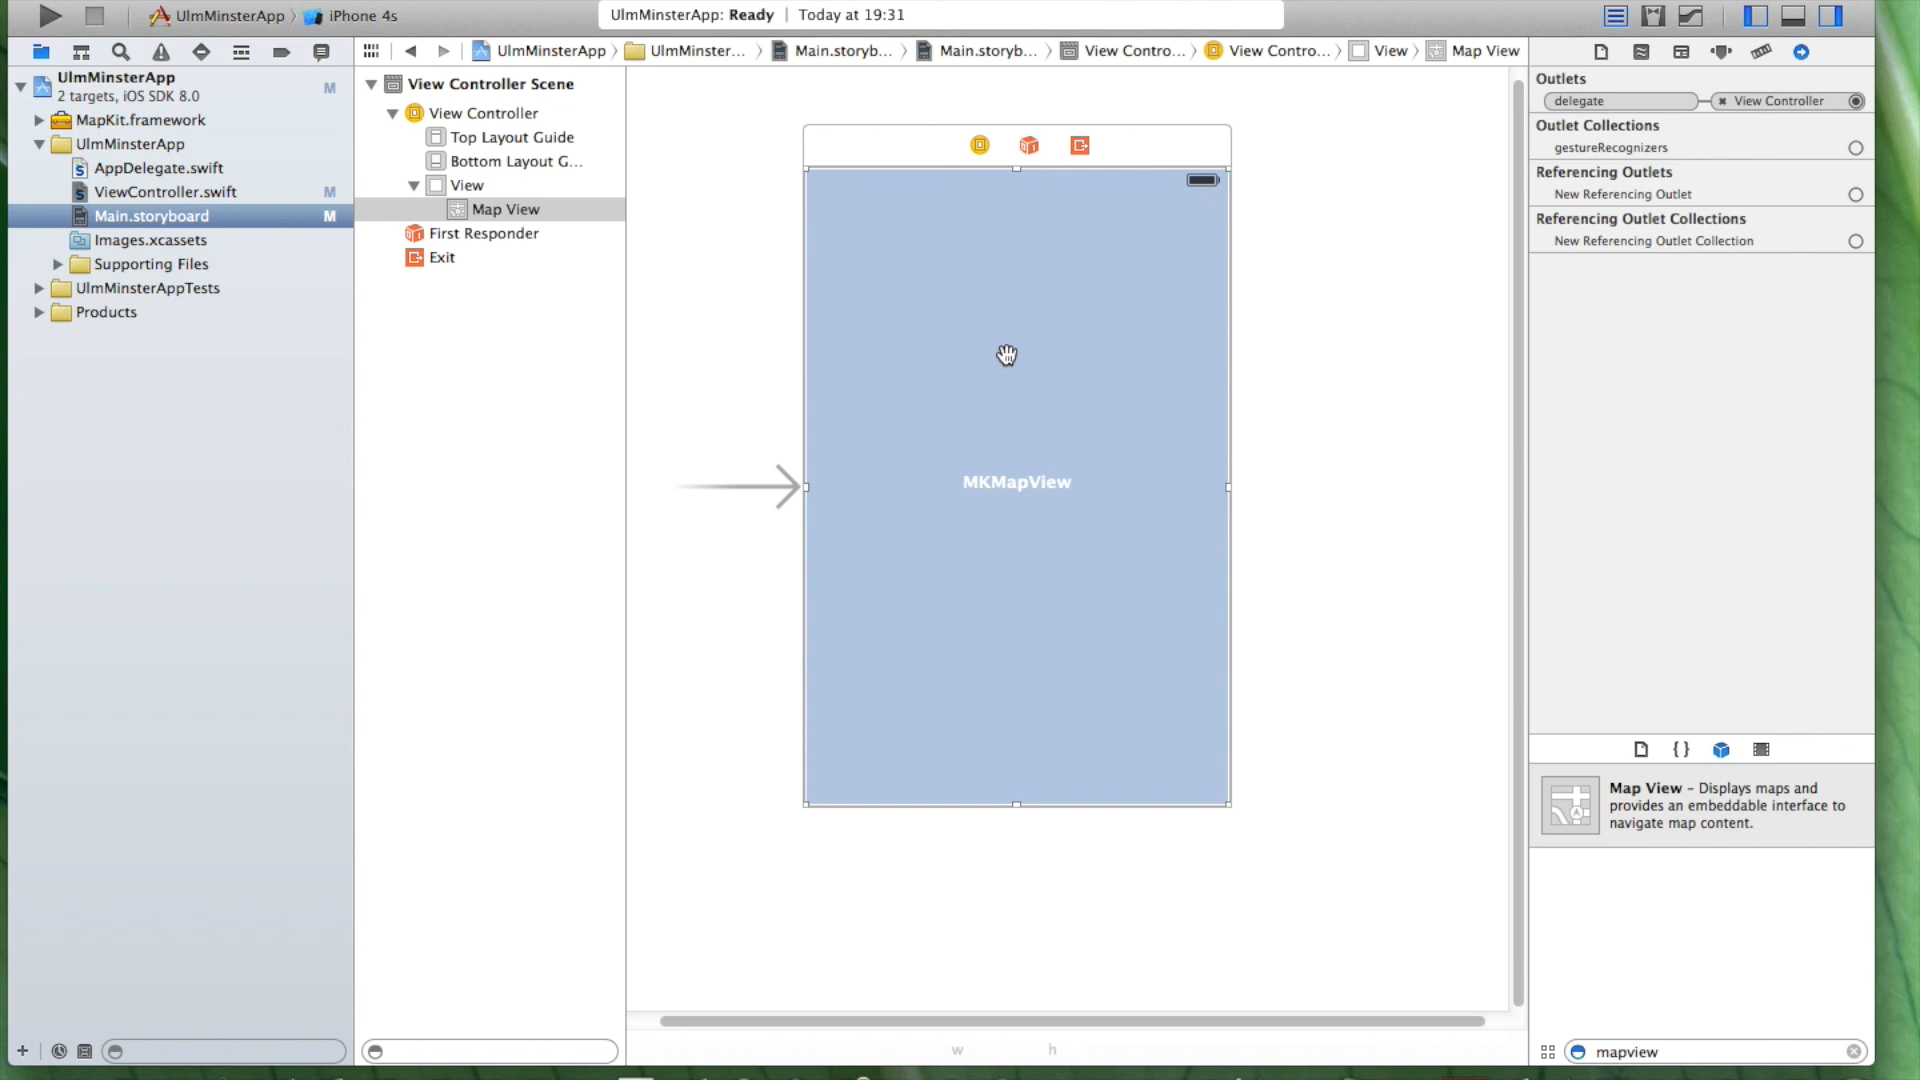 UlmMinsterApp iPhone 4s UlmMinsterApp: Ready | Today at 19:31
UlmMinsterApp UlmMinster... Main.storyb... Main.storyb... View Contro... View Contro... View Map View
UlmMinsterApp
2 targets, iOS SDK 8.0
M
MapKit.framework
UlmMinsterApp
AppDelegate.swift
ViewController.swift M
Main.storyboard M
Images.xcassets
Supporting Files
UlmMinsterAppTests
Products
View Controller Scene
View Controller
Top Layout Guide
Bottom Layout G...
View
Map View
First Responder
Exit
MKMapView
w h
Outlets
delegate View Controller
Outlet Collections
gestureRecognizers
Referencing Outlets
New Referencing Outlet
Referencing Outlet Collections
New Referencing Outlet Collection
{ }
Map View – Displays maps and
provides an embeddable interface to
navigate map content.
mapview